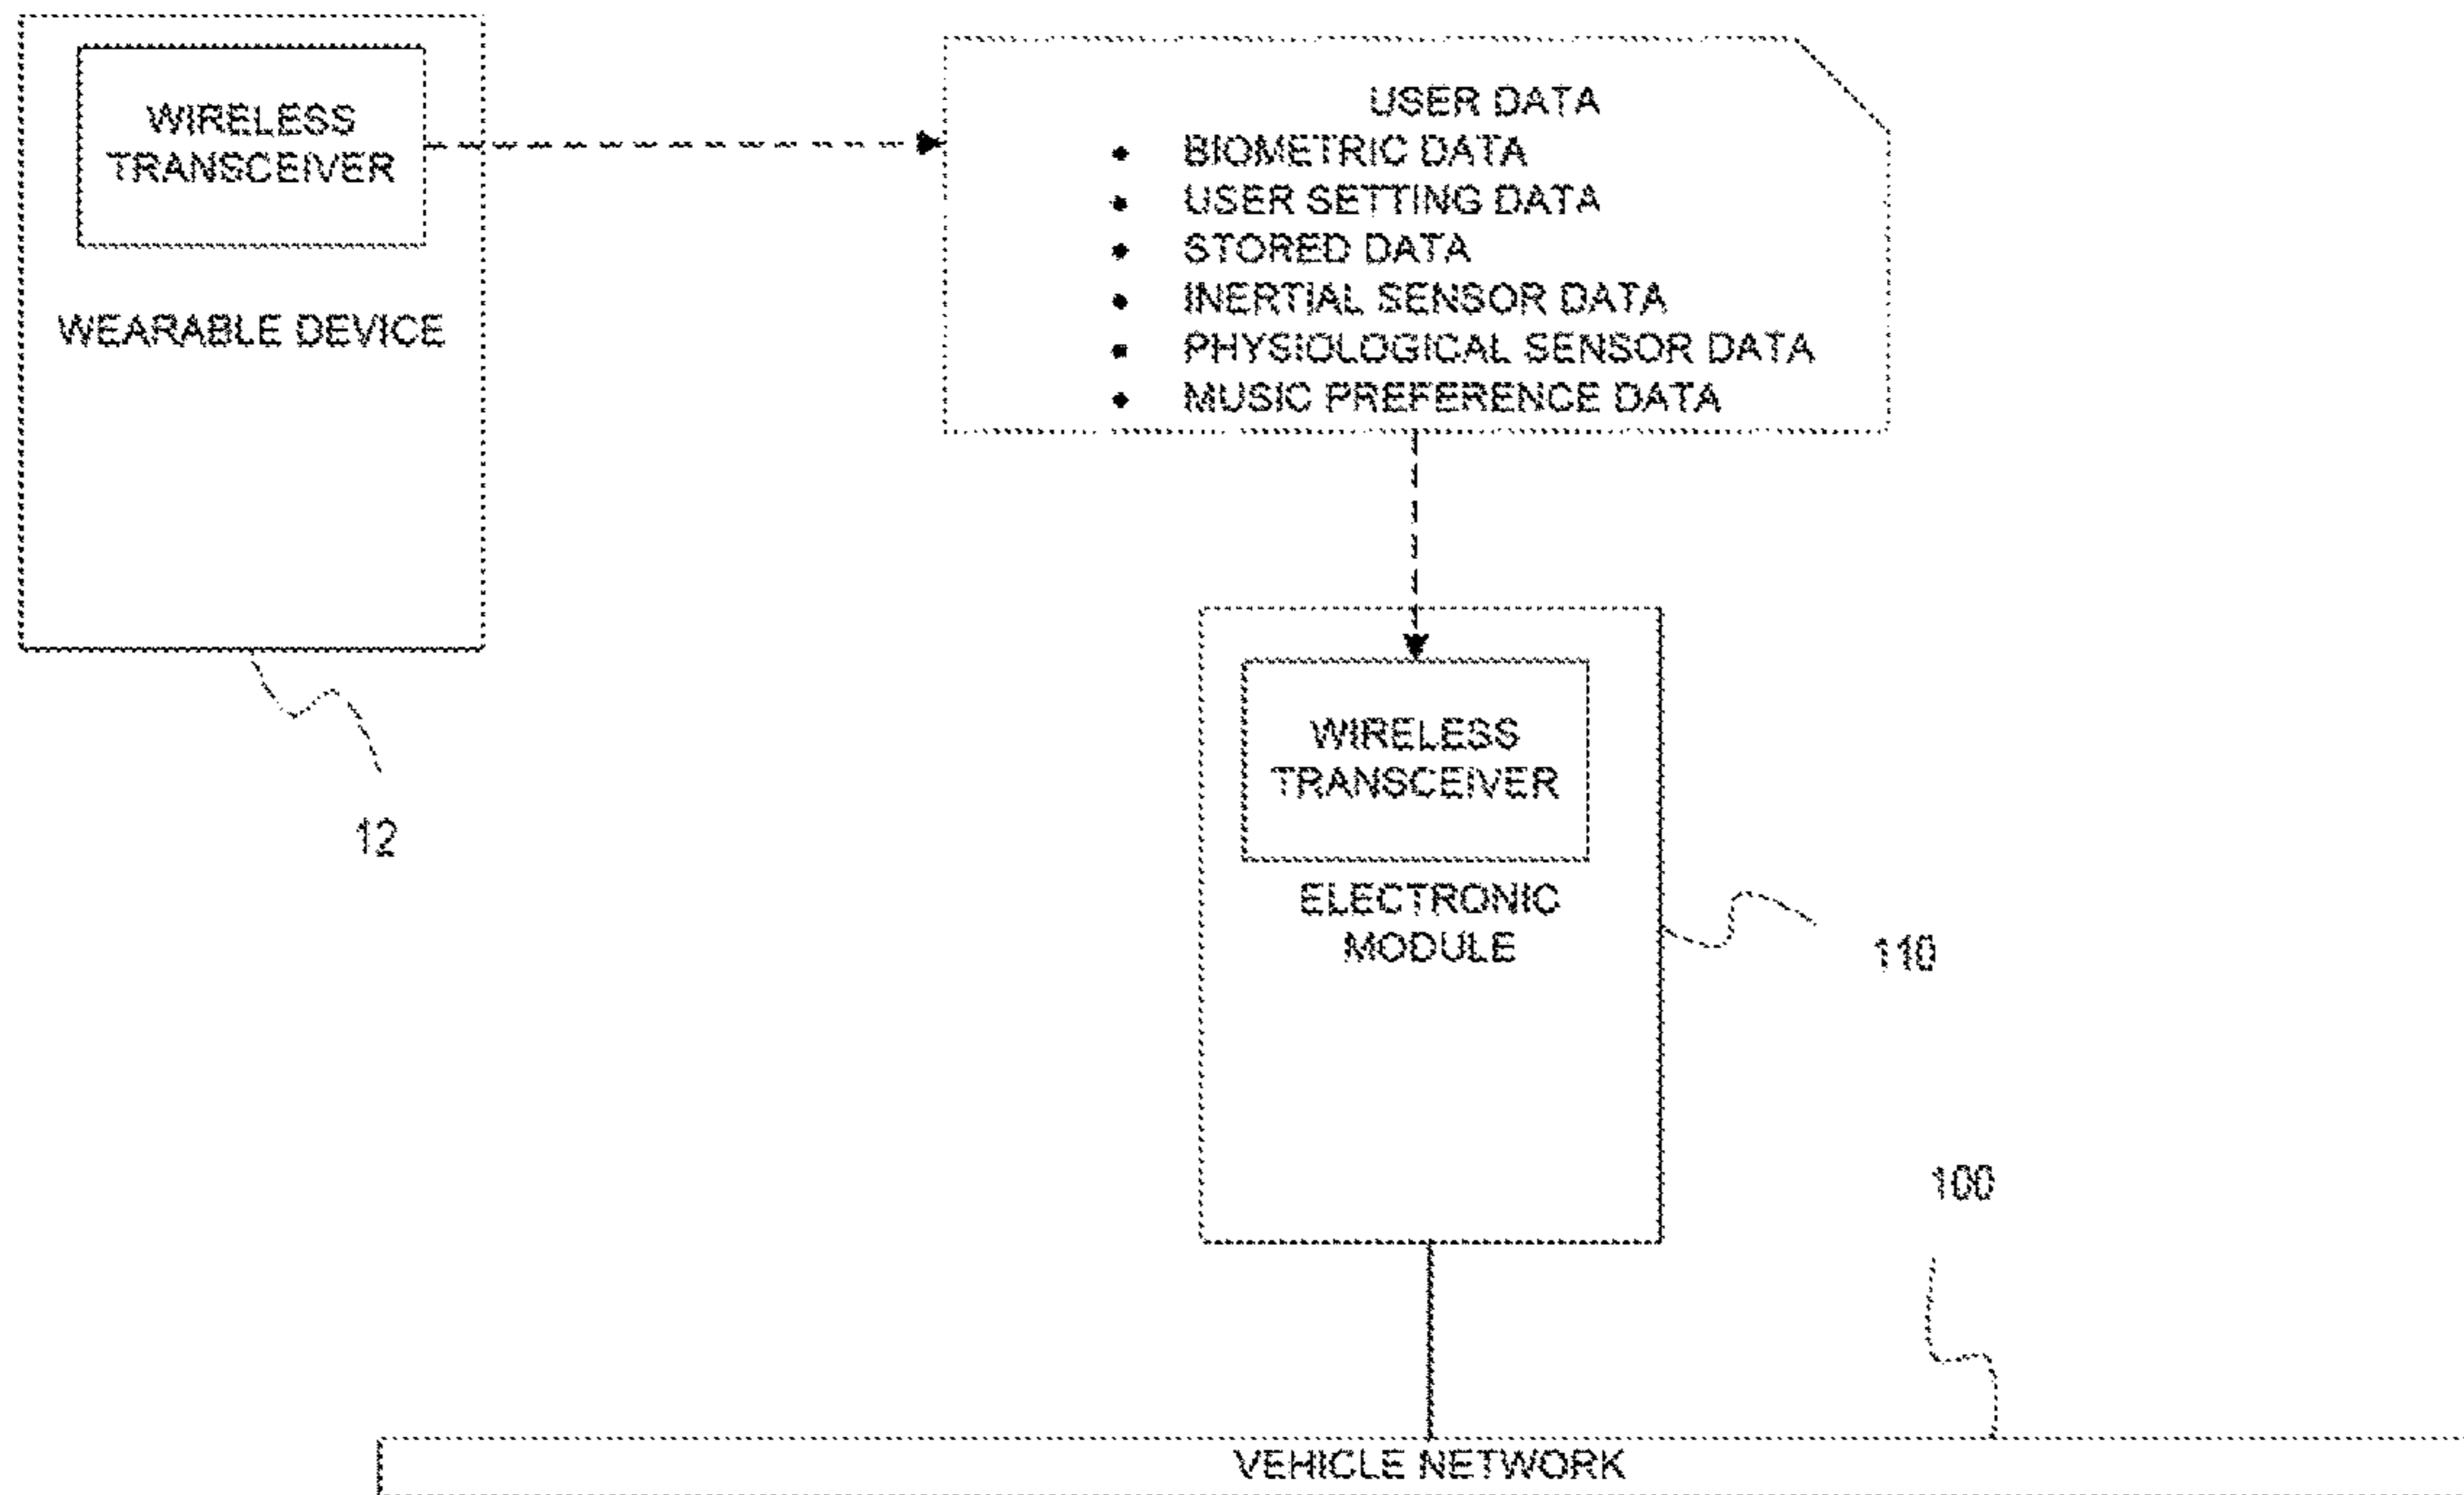 WIRELESS
TRANSCEIVER
WEARABLE DEVICE
12
USER DATA
• BIOMETRIC DATA
• USER SETTING DATA
• STORED DATA
• INERTIAL SENSOR DATA
• PHYSIOLOGICAL SENSOR DATA
• MUSIC PREFERENCE DATA
WIRELESS
TRANSCEIVER
ELECTRONIC
MODULE
110
100
VEHICLE NETWORK